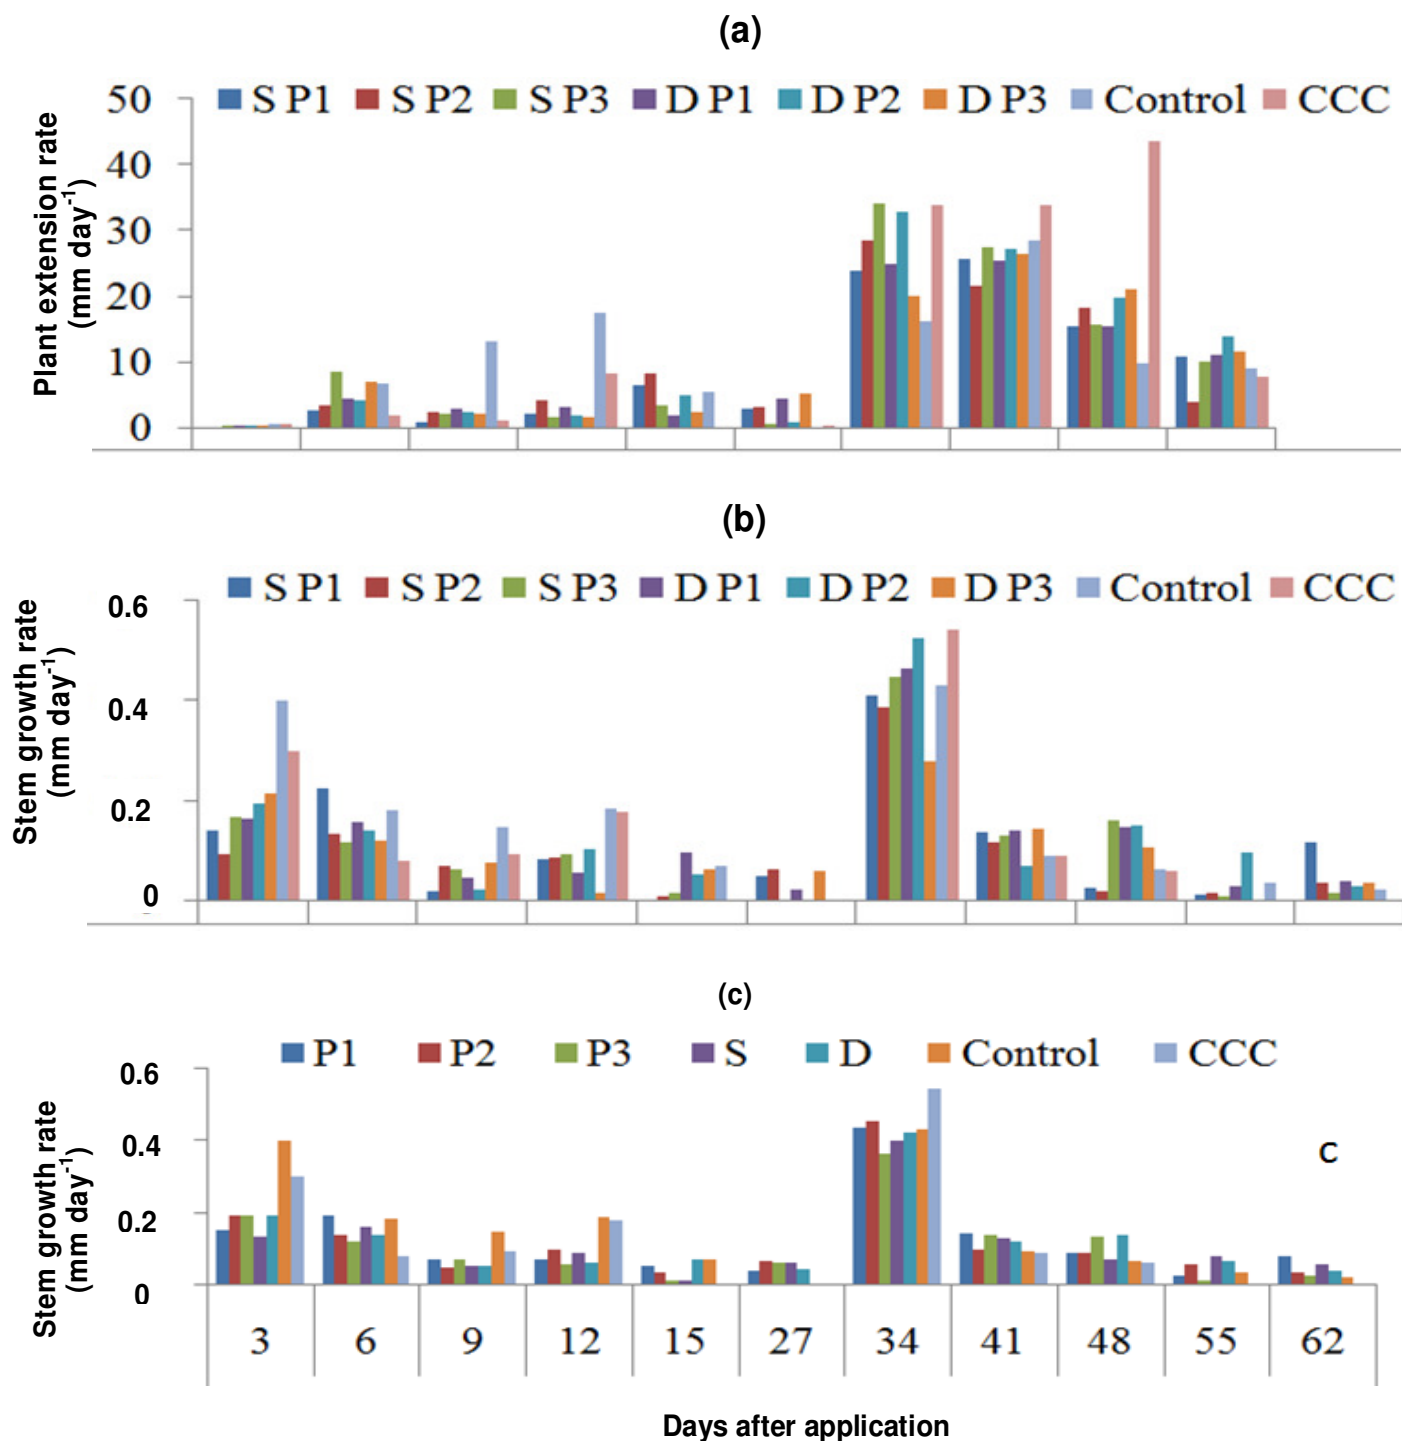 (a)
S P1 S P2 S P3 D P1 D P2 D P3 Control CCC
Plant extension rate
(mm day-1)
50
40
30
20
10
0
(b)
S P1 S P2 S P3 D P1 D P2 D P3 Control CCC
Stem growth rate
(mm day-1)
0.6
0.4
0.2
0
(c)
P1 P2 P3 S D Control CCC
Stem growth rate
(mm day-1)
0.6
0.4
0.2
0
c
3 6 9 12 15 27 34 41 48 55 62
Days after application